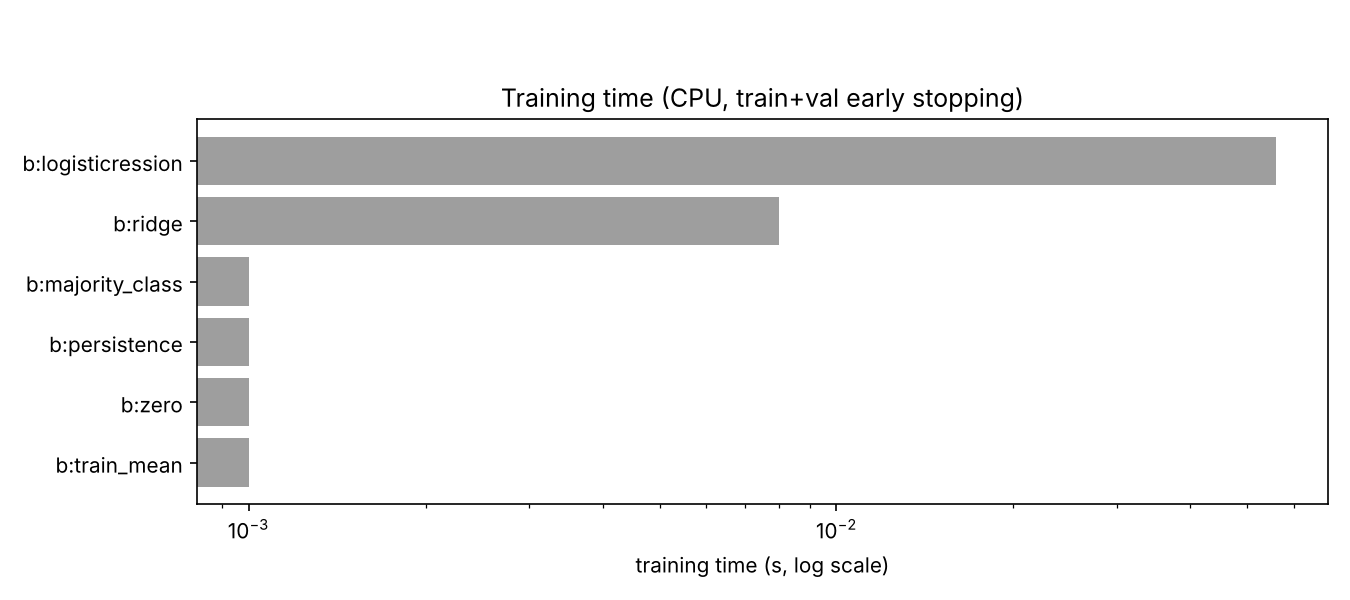 Training time (CPU, train+val early stopping)
b:logisticression
b:ridge
b:majority_class
b:persistence
b:zero
b:train_mean
10⁻³ 10⁻²
training time (s, log scale)